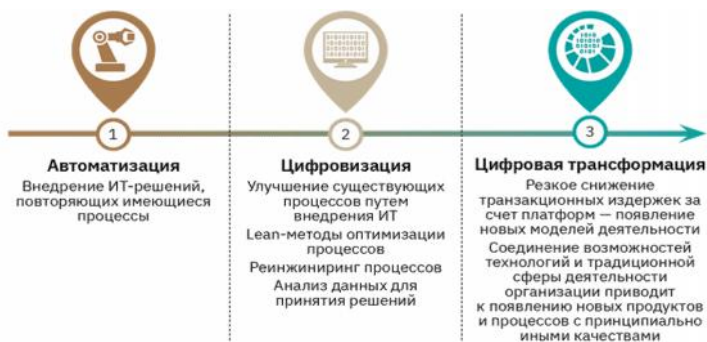 1
Автоматизация
Внедрение ИТ-решений,
повторяющих имеющиеся
процессы
2
Цифровизация
Улучшение существующих
процессов путем
внедрения ИТ
Lean-методы оптимизации
процессов
Реинжиниринг процессов
Анализ данных для
принятия решений
3
Цифровая трансформация
Резкое снижение
транзакционных издержек за
счет платформ — появление
новых моделей деятельности
Соединение возможностей
технологий и традиционной
сферы деятельности
организации приводит
к появлению новых продуктов
и процессов с принципиально
иными качествами